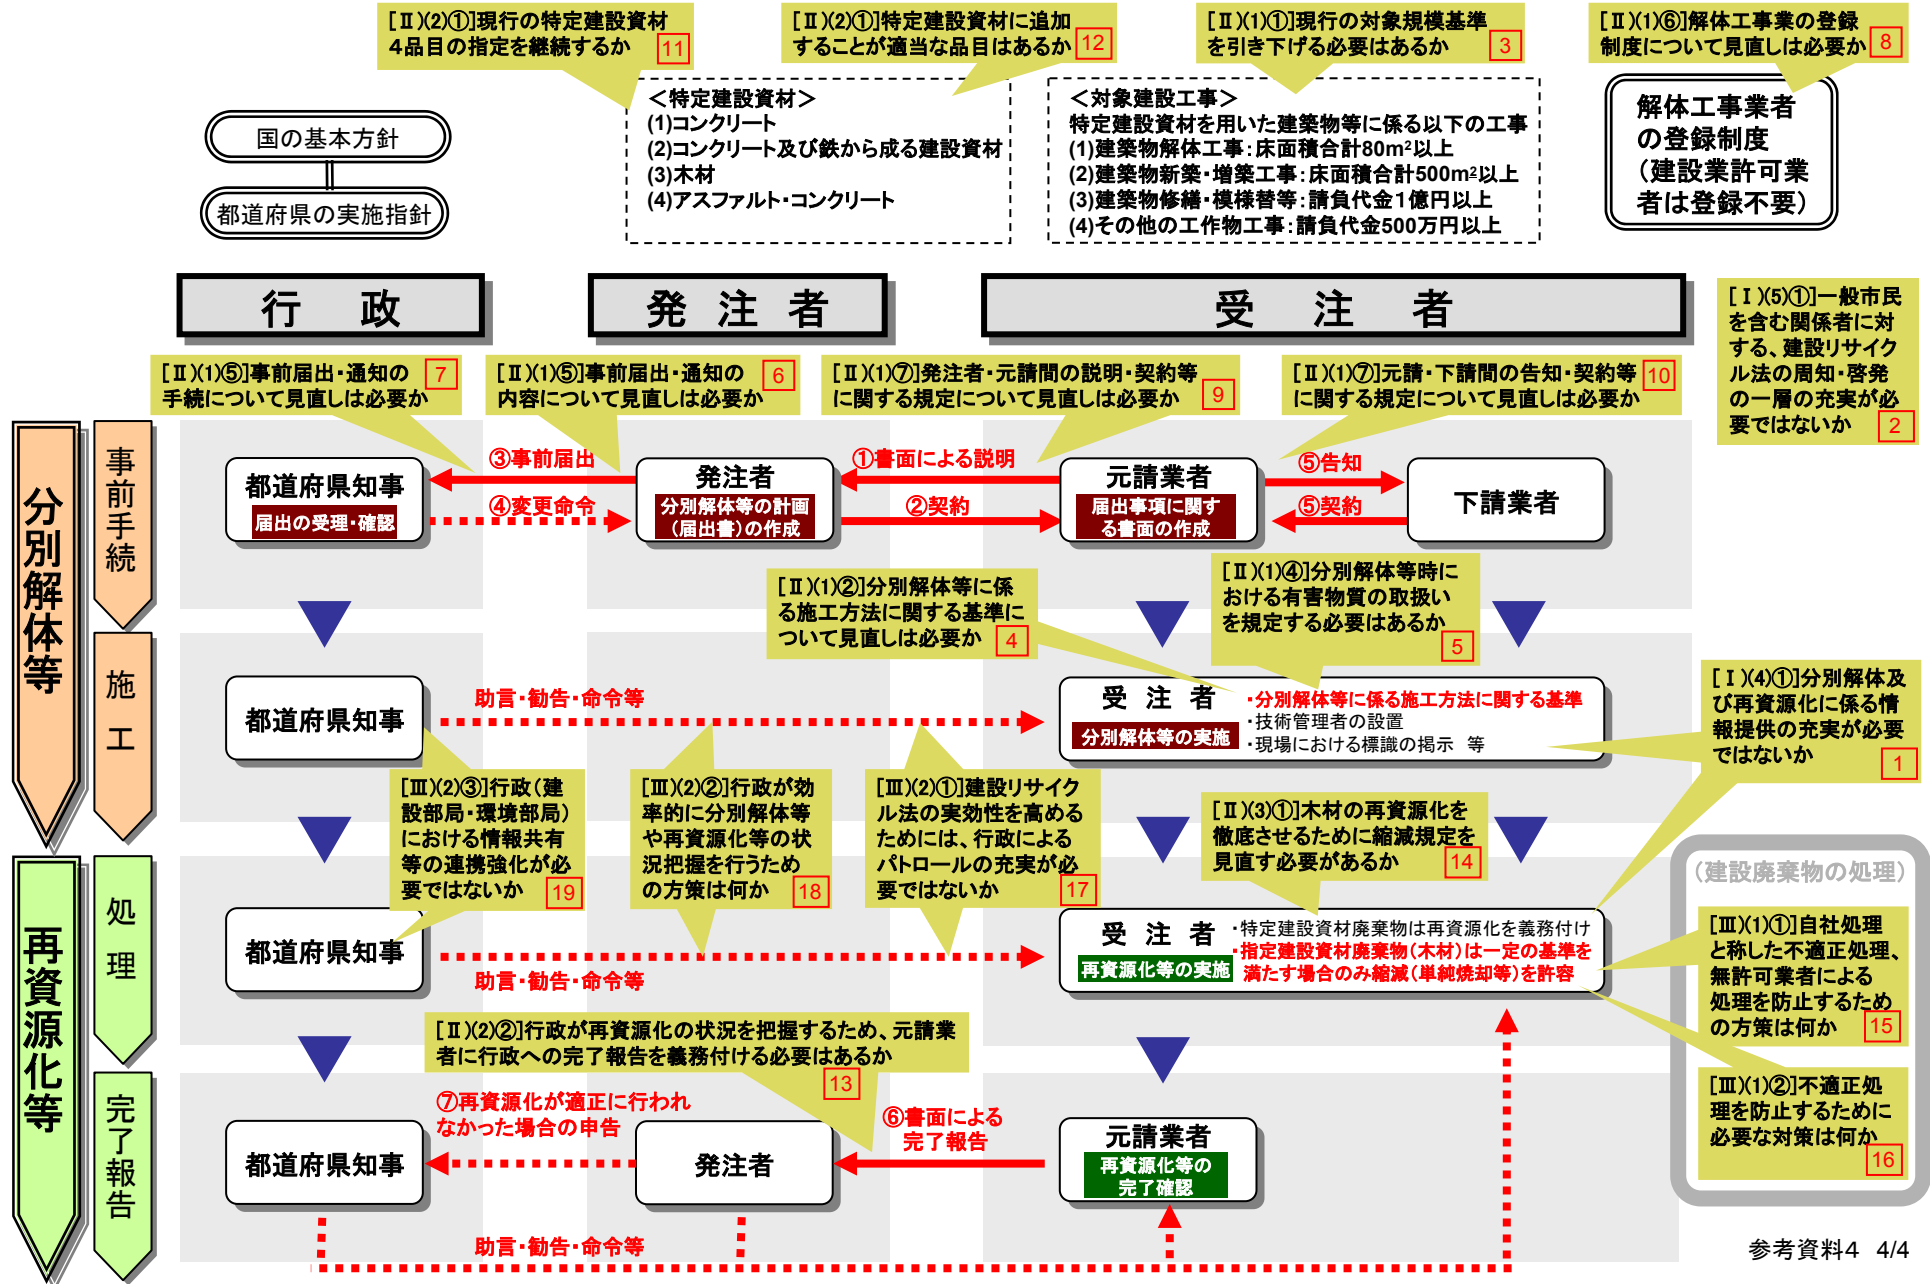 [Ⅱ)(2)①]現行の特定建設資材
4品目の指定を継続するか
11
[Ⅱ)(2)①]特定建設資材に追加
することが適当な品目はあるか
12
[Ⅱ)(1)①]現行の対象規模基準
を引き下げる必要はあるか
3
[Ⅱ)(1)⑥]解体工事業の登録
制度について見直しは必要か
8
国の基本方針
都道府県の実施指針
<特定建設資材>
(1)コンクリート
(2)コンクリート及び鉄から成る建設資材
(3)木材
(4)アスファルト・コンクリート
<対象建設工事>
特定建設資材を用いた建築物等に係る以下の工事
(1)建築物解体工事:床面積合計80m²以上
(2)建築物新築・増築工事:床面積合計500m²以上
(3)建築物修繕・模様替等:請負代金1億円以上
(4)その他の工作物工事:請負代金500万円以上
解体工事業者
の登録制度
(建設業許可業
者は登録不要)
行 政
発 注 者
受 注 者
[Ⅰ)(5)①]一般市民
を含む関係者に対
する、建設リサイク
ル法の周知・啓発
の一層の充実が必
要ではないか
2
[Ⅱ)(1)⑤]事前届出・通知の
手続について見直しは必要か
7
[Ⅱ)(1)⑤]事前届出・通知の
内容について見直しは必要か
6
[Ⅱ)(1)⑦]発注者・元請間の説明・契約等
に関する規定について見直しは必要か
9
[Ⅱ)(1)⑦]元請・下請間の告知・契約等
に関する規定について見直しは必要か
10
分別解体等
事前手続
都道府県知事
届出の受理・確認
③事前届出
④変更命令
発注者
分別解体等の計画
(届出書)の作成
①書面による説明
②契約
元請業者
届出事項に関す
る書面の作成
⑤告知
⑤契約
下請業者
[Ⅱ)(1)②]分別解体等に係
る施工方法に関する基準に
ついて見直しは必要か
4
[Ⅱ)(1)④]分別解体等時に
おける有害物質の取扱い
を規定する必要はあるか
5
施工
都道府県知事
助言・勧告・命令等
受 注 者
分別解体等の実施
・分別解体等に係る施工方法に関する基準
・技術管理者の設置
・現場における標識の掲示 等
[Ⅰ)(4)①]分別解体及
び再資源化に係る情
報提供の充実が必要
ではないか
1
[Ⅲ)(2)③]行政(建
設部局・環境部局)
における情報共有
等の連携強化が必
要ではないか
19
[Ⅲ)(2)②]行政が効
率的に分別解体等
や再資源化等の状
況把握を行うため
の方策は何か
18
[Ⅲ)(2)①]建設リサイク
ル法の実効性を高める
ためには、行政による
パトロールの充実が必
要ではないか
17
[Ⅱ)(3)①]木材の再資源化を
徹底させるために縮減規定を
見直す必要があるか
14
再資源化等
処理
都道府県知事
助言・勧告・命令等
受 注 者
再資源化等の実施
・特定建設資材廃棄物は再資源化を義務付け
・指定建設資材廃棄物(木材)は一定の基準を
満たす場合のみ縮減(単純焼却等)を許容
(建設廃棄物の処理)
[Ⅲ)(1)①]自社処理
と称した不適正処理、
無許可業者による
処理を防止するため
の方策は何か
15
[Ⅲ)(1)②]不適正処
理を防止するために
必要な対策は何か
16
[Ⅱ)(2)②]行政が再資源化の状況を把握するため、元請業
者に行政への完了報告を義務付ける必要はあるか
13
完了報告
都道府県知事
⑦再資源化が適正に行われ
なかった場合の申告
発注者
⑥書面による
完了報告
元請業者
再資源化等の
完了確認
助言・勧告・命令等
参考資料4 4/4